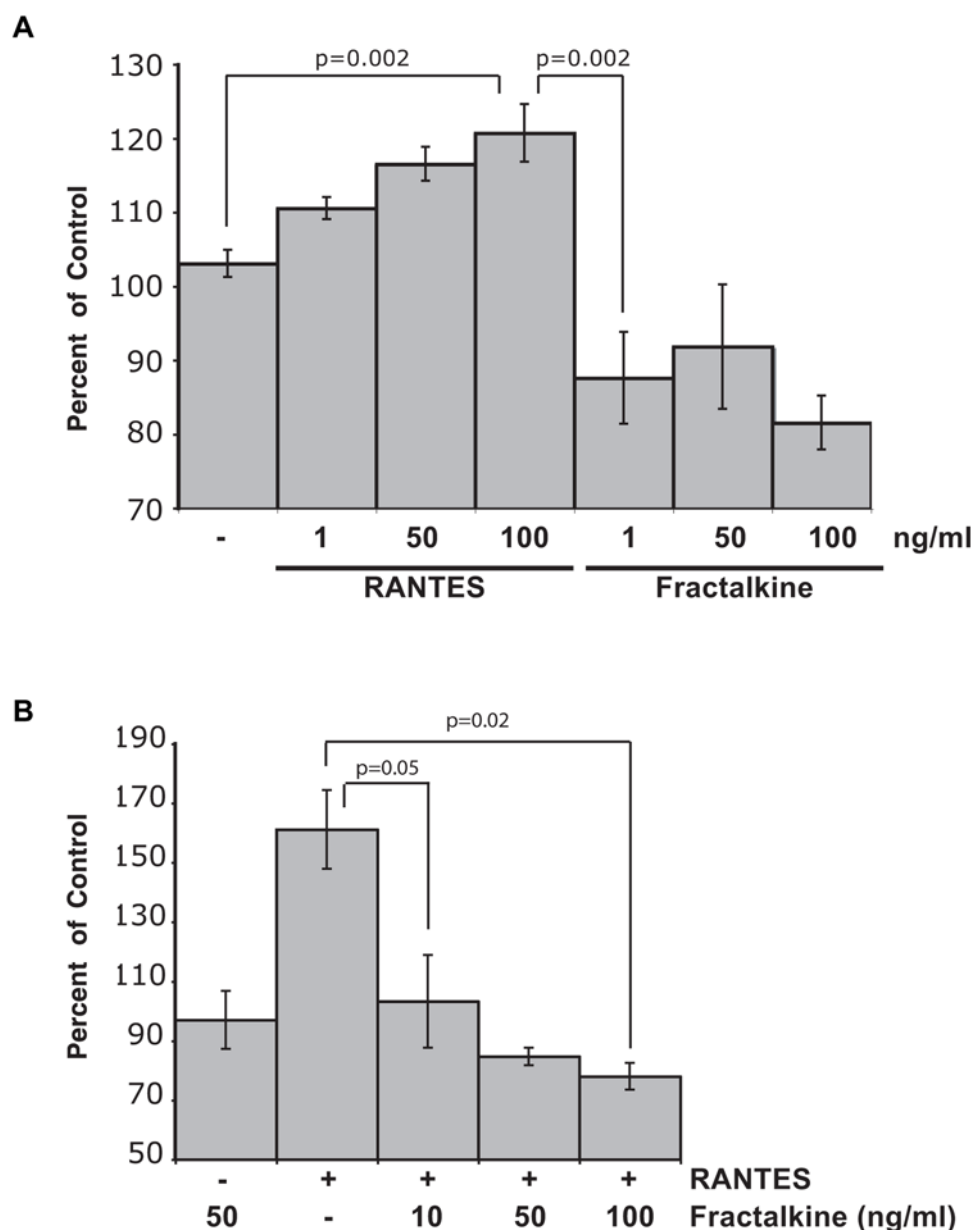 A
p=0.002 p=0.002
130
120
110
100
90
80
70
Percent of Control
- 1 50 100 1 50 100 ng/ml
RANTES Fractalkine
B
p=0.02
p=0.05
190
170
150
130
110
90
70
50
Percent of Control
- + + + + RANTES
50 - 10 50 100 Fractalkine (ng/ml)